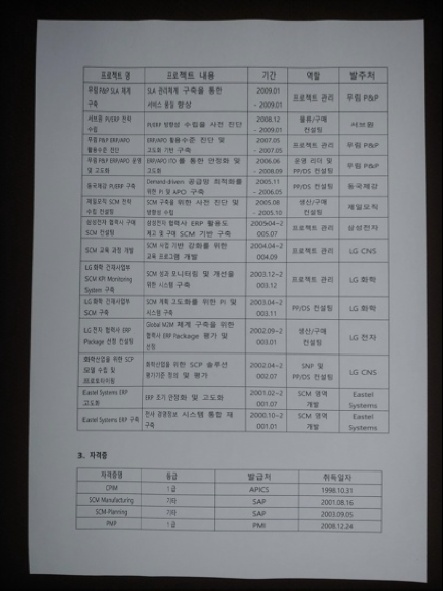 프로젝트 명 프로젝트 내용 기간 역할 발주처
무림 P&P SLA 체계 구축 SLA 관리체계 구축을 통한 서비스 품질 향상 2009.01 - 2009.01 프로젝트 관리 무림 P&P
서브원 PI/ERP 전략 수립 PI/ERP 방향성 수립을 사전 진단 2008.12 - 2009.01 물류/구매 컨설팅 서브원
무림 P&P ERP/APO 활용수준 진단 ERP/APO 활용수준 진단 및 고도화 기반 구축 2007.05 - 2007.05 프로젝트 관리 무림 P&P
무림 P&P ERP/APO 운영 및 고도화 ERP/APO ITO 를 통한 안정화 및 고도화 2006.06 - 2008.09 운영 리더 및 PP/DS 컨설팅 무림 P&P
동국제강 PI/ERP 구축 Demand-driven 공급망 최적화를 위한 PI 및 APO 구축 2005.11 - 2006.05 PP/DS 컨설팅 동국제강
제일모직 SCM 전략 수립 컨설팅 SCM 구축을 위한 사전 진단 및 방향성 수립 2005.08 - 2005.10 생산/구매 컨설팅 제일모직
삼성전자 협력사 구매 SCM 컨설팅 삼성전자 협력사 ERP 활용도 제고 및 구매 SCM 기반 구축 2005-04~2005.07 프로젝트 관리 삼성전자
SCM 교육 과정 개발 SCM 사업 기반 강화를 위한 교육 프로그램 개발 2004.04~2004.09 프로젝트 관리 LG CNS
LG 화학 간재사업부 SCM KPI Monitoring System 구축 SCM 성과 모니터링 및 개선을 위한 시스템 구축 2003.12~2003.12 프로젝트 관리 LG 화학
LG 화학 간재사업부 SCM 구축 SCM 계획 고도화를 위한 PI 및 시스템 구축 2003.04~2003.11 PP/DS 컨설팅 LG 화학
LG 전자 협력사 ERP Package 선정 컨설팅 Global M2M 체계 구축을 위한 협력사 ERP Package 평가 및 선정 2002.09~2003.01 생산/구매 컨설팅 LG 전자
화학산업을 위한 SCP 모델 수립 및 프로토타이핑 화학산업을 위한 SCP 솔루션 평가기준 정의 및 평가 2002.04~2002.07 SNP 및 PP/DS 컨설팅 LG CNS
Eastel Systems ERP 고도화 ERP 조기 안정화 및 고도화 2001.02~2001.07 SCM 영역 개발 Eastel Systems
Eastel Systems ERP 구축 전사 경영정보 시스템 통합 재구축 2000.10~2001.01 SCM 영역 개발 Eastel Systems
3. 자격증
자격증명 등급 발급처 취득일자
CPIM 1급 APICS 1998.10.31
SCM Manufacturing 기타 SAP 2001.08.16
SCM-Planning 기타 SAP 2003.09.05
PMP 1급 PMI 2008.12.24